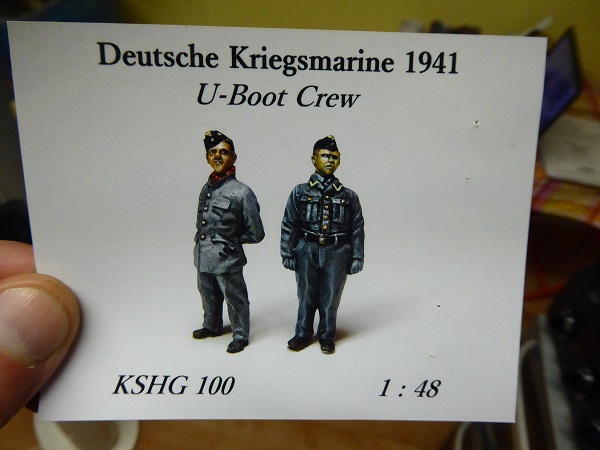 Deutsche Kriegsmarine 1941
U-Boot Crew
KSHG 100
1 : 48